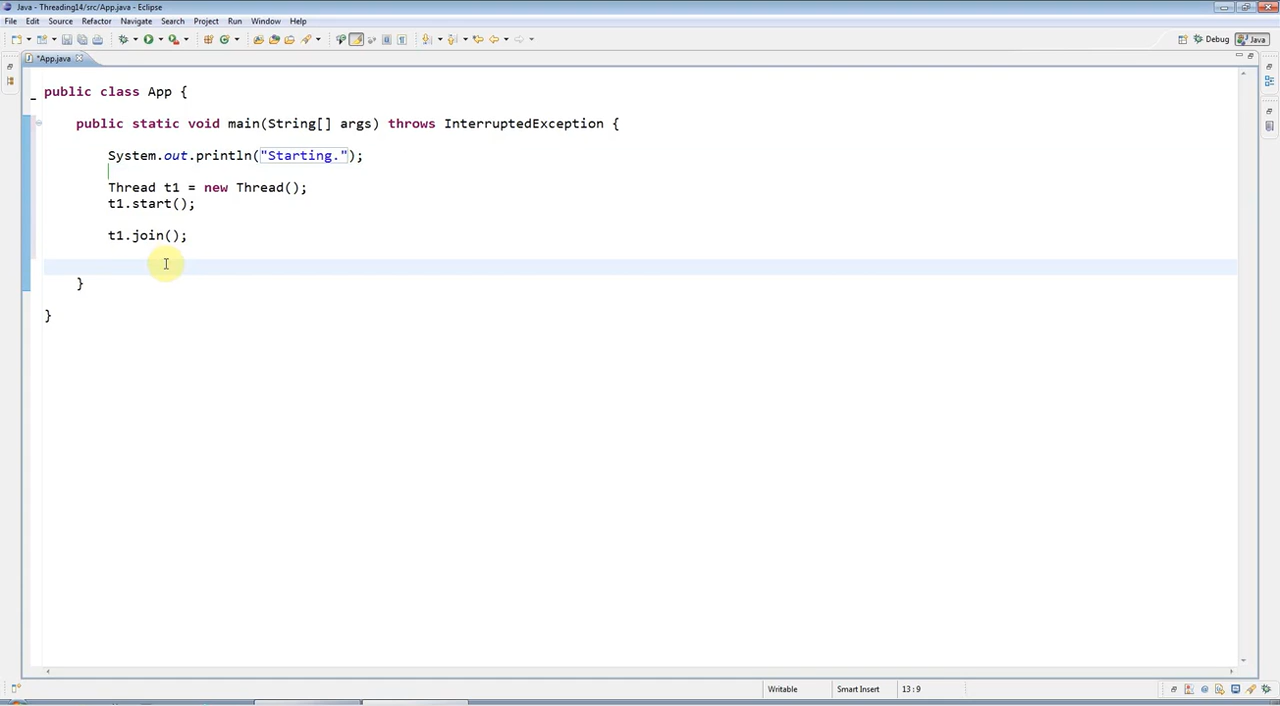 Java - Threading14/src/App.java - Eclipse
File Edit Source Refactor Navigate Search Project Run Window Help
Debug Java
*App.java
public class App {
public static void main(String[] args) throws InterruptedException {
System.out.println("Starting.");
Thread t1 = new Thread();
t1.start();
t1.join();
}
}
Writable Smart Insert 13 : 9